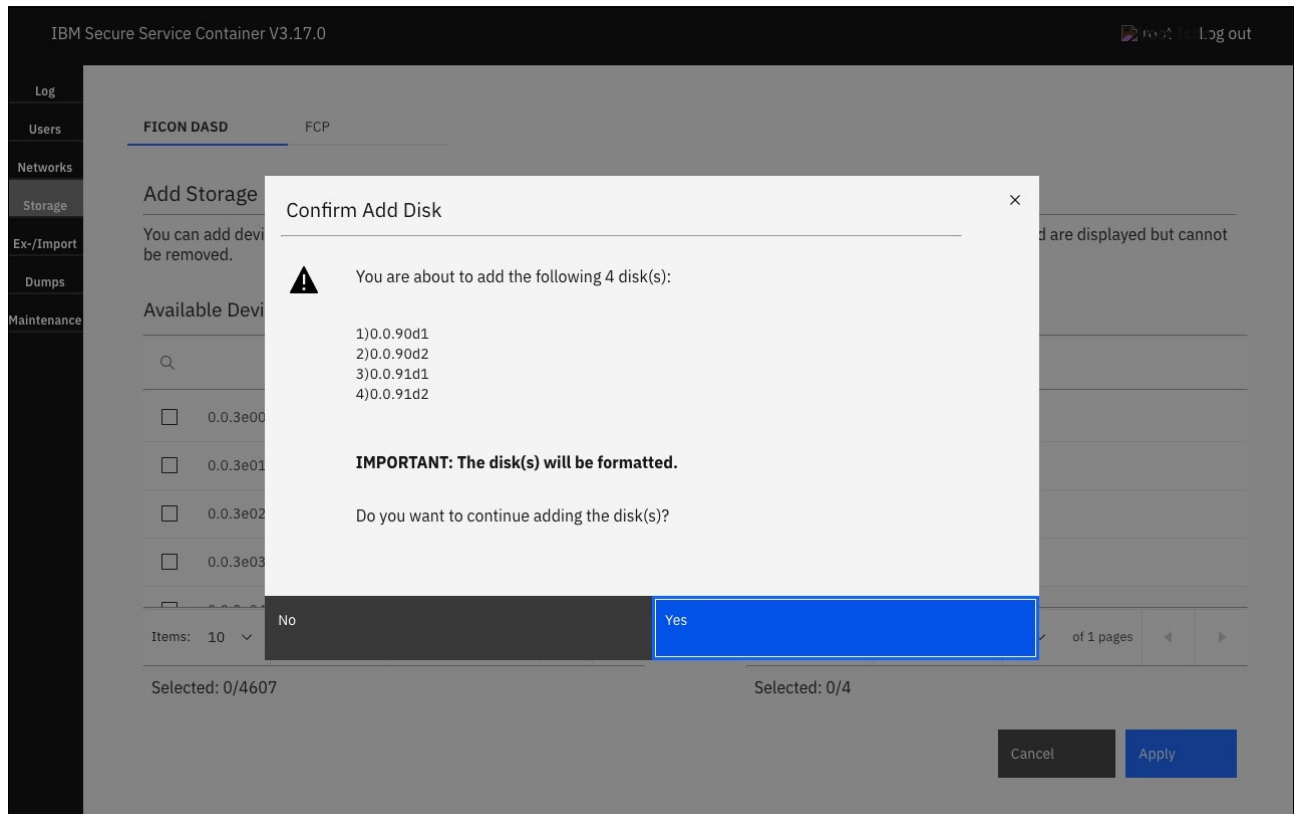 IBM Secure Service Container V3.17.0
root
Log out
Log
Users
Networks
Storage
Ex-/Import
Dumps
Maintenance
FICON DASD
FCP
Add Storage
You can add devi
d are displayed but cannot
be removed.
Available Devi
0.0.3e00
0.0.3e01
0.0.3e02
0.0.3e03
Items: 10
of 1 pages
Selected: 0/4607
Selected: 0/4
Cancel
Apply
Confirm Add Disk
You are about to add the following 4 disk(s):
1)0.0.90d1
2)0.0.90d2
3)0.0.91d1
4)0.0.91d2
IMPORTANT: The disk(s) will be formatted.
Do you want to continue adding the disk(s)?
No
Yes